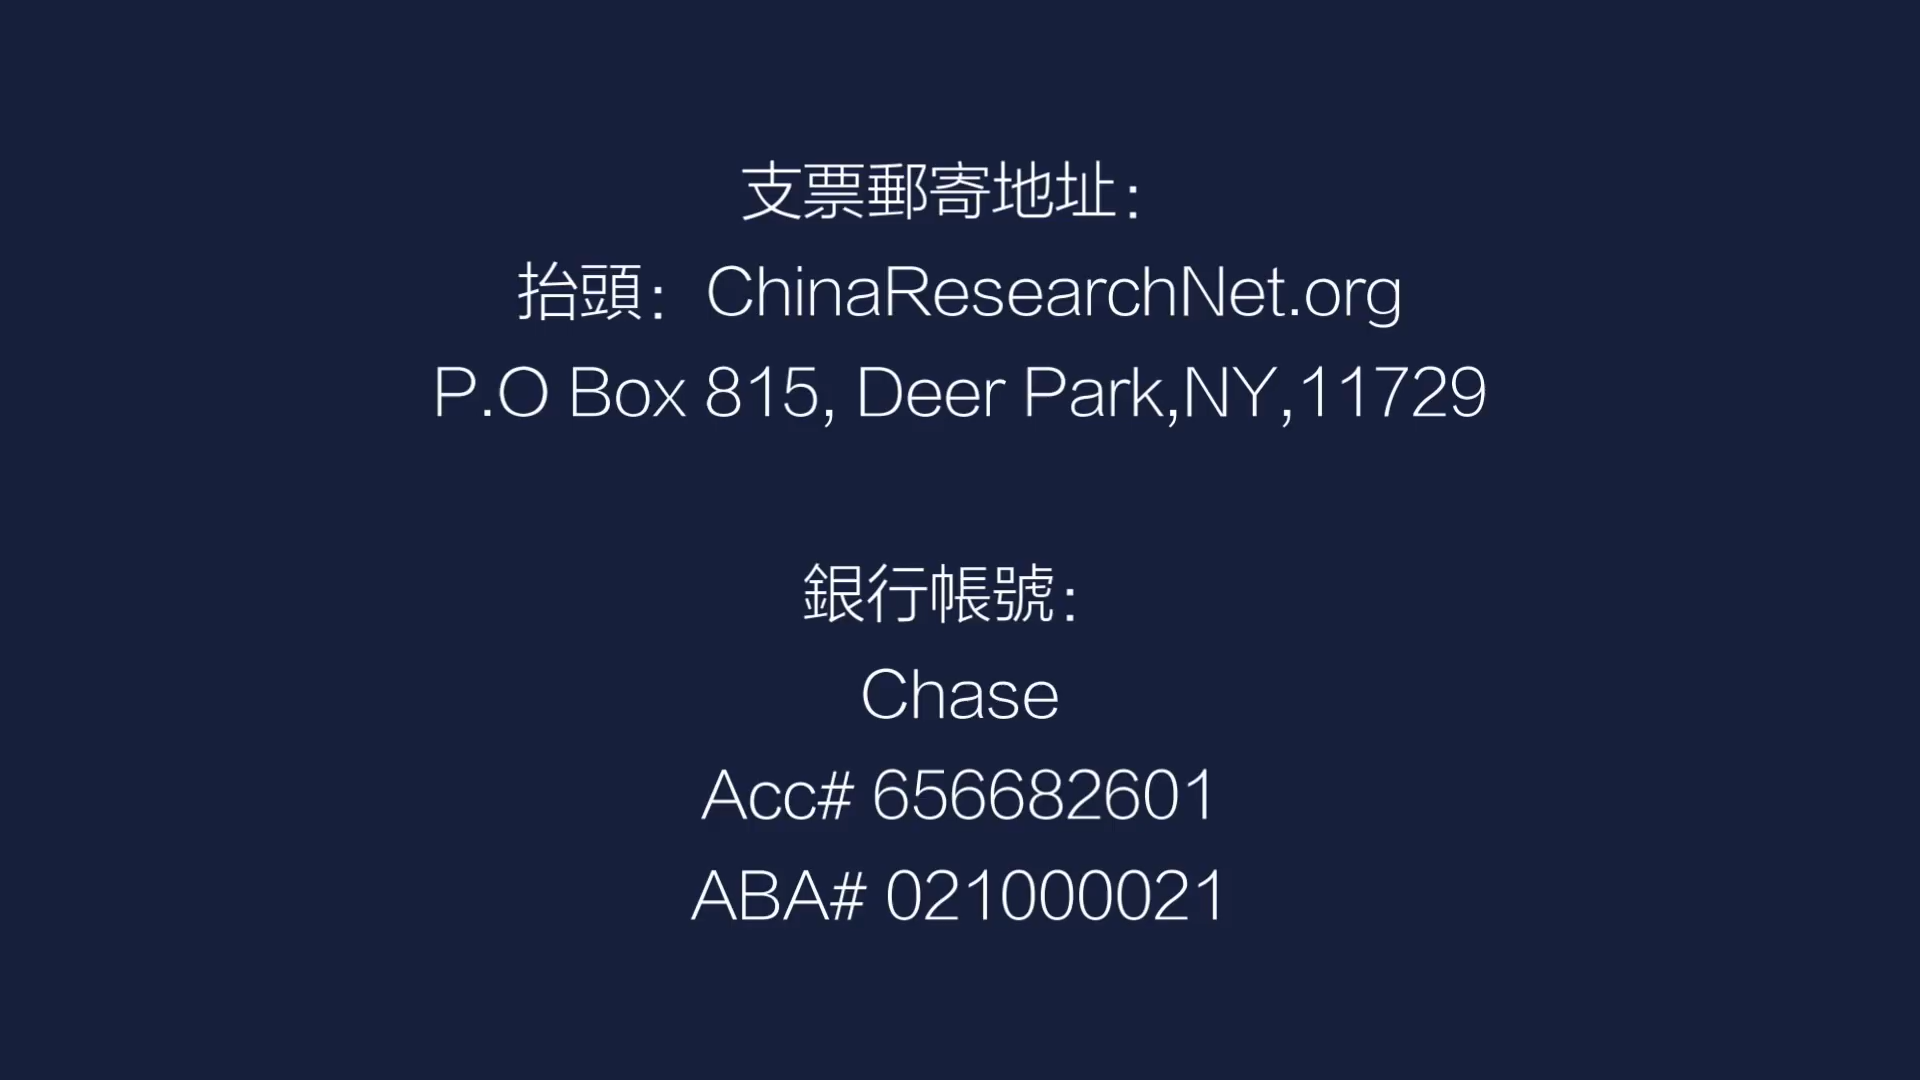 支票郵寄地址：
抬頭：ChinaResearchNet.org
P.O Box 815, Deer Park,NY,11729
銀行帳號：
Chase
Acc# 656682601
ABA# 021000021